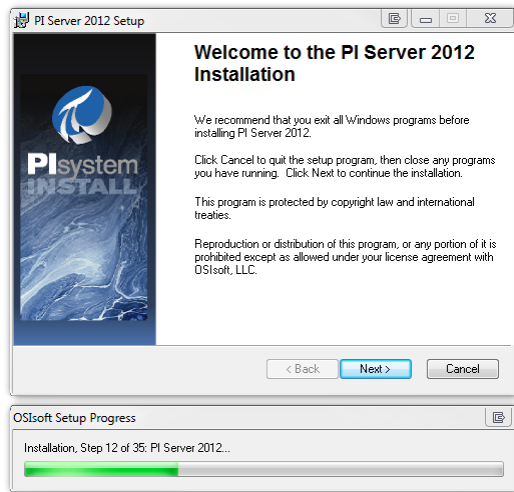 PI Server 2012 Setup
Welcome to the PI Server 2012
Installation
We recommend that you exit all Windows programs before
installing PI Server 2012.
Click Cancel to quit the setup program, then close any programs
you have running. Click Next to continue the installation.
This program is protected by copyright law and international
treaties.
Reproduction or distribution of this program, or any portion of it is
prohibited except as allowed under your license agreement with
OSIsoft, LLC.
PIsystem
INSTALL
< Back
Next >
Cancel
OSIsoft Setup Progress
Installation, Step 12 of 35: PI Server 2012...